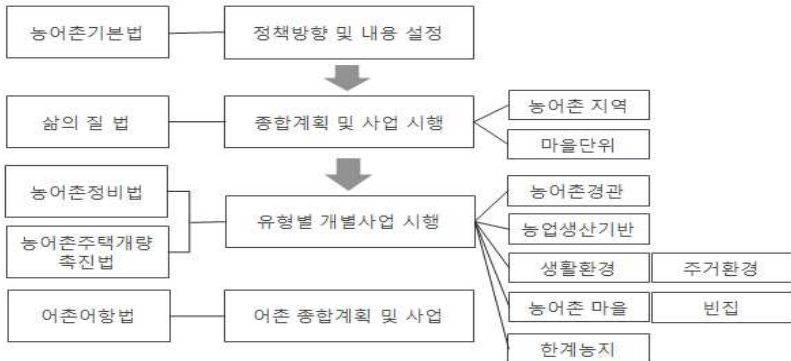 농어촌기본법
정책방향 및 내용 설정
삶의 질 법
종합계획 및 사업 시행
농어촌 지역
마을단위
농어촌정비법
농어촌주택개량
촉진법
유형별 개별사업 시행
농어촌경관
농업생산기반
생활환경
주거환경
농어촌 마을
빈집
한계농지
어촌어항법
어촌 종합계획 및 사업